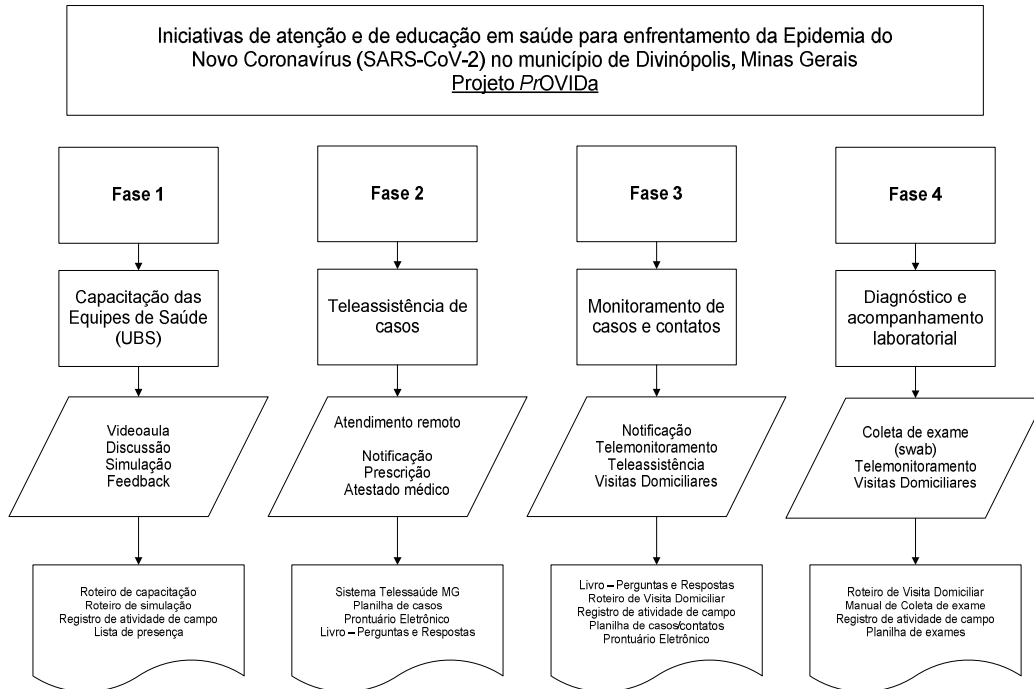 Iniciativas de atenção e de educação em saúde para enfrentamento da Epidemia do
Novo Coronavírus (SARS-CoV-2) no município de Divinópolis, Minas Gerais
Projeto PrOVIDa
Fase 1
Capacitação das
Equipes de Saúde
(UBS)
Videoaula
Discussão
Simulação
Feedback
Roteiro de capacitação
Roteiro de simulação
Registro de atividade de campo
Lista de presença
Fase 2
Teleassistência de
casos
Atendimento remoto
Notificação
Prescrição
Atestado médico
Sistema Telessaúde MG
Planilha de casos
Prontuário Eletrônico
Livro – Perguntas e Respostas
Fase 3
Monitoramento de
casos e contatos
Notificação
Telemonitoramento
Teleassistência
Visitas Domiciliares
Livro – Perguntas e Respostas
Roteiro de Visita Domiciliar
Registro de atividade de campo
Planilha de casos/contatos
Prontuário Eletrônico
Fase 4
Diagnóstico e
acompanhamento
laboratorial
Coleta de exame
(swab)
Telemonitoramento
Visitas Domiciliares
Roteiro de Visita Domiciliar
Manual de Coleta de exame
Registro de atividade de campo
Planilha de exames